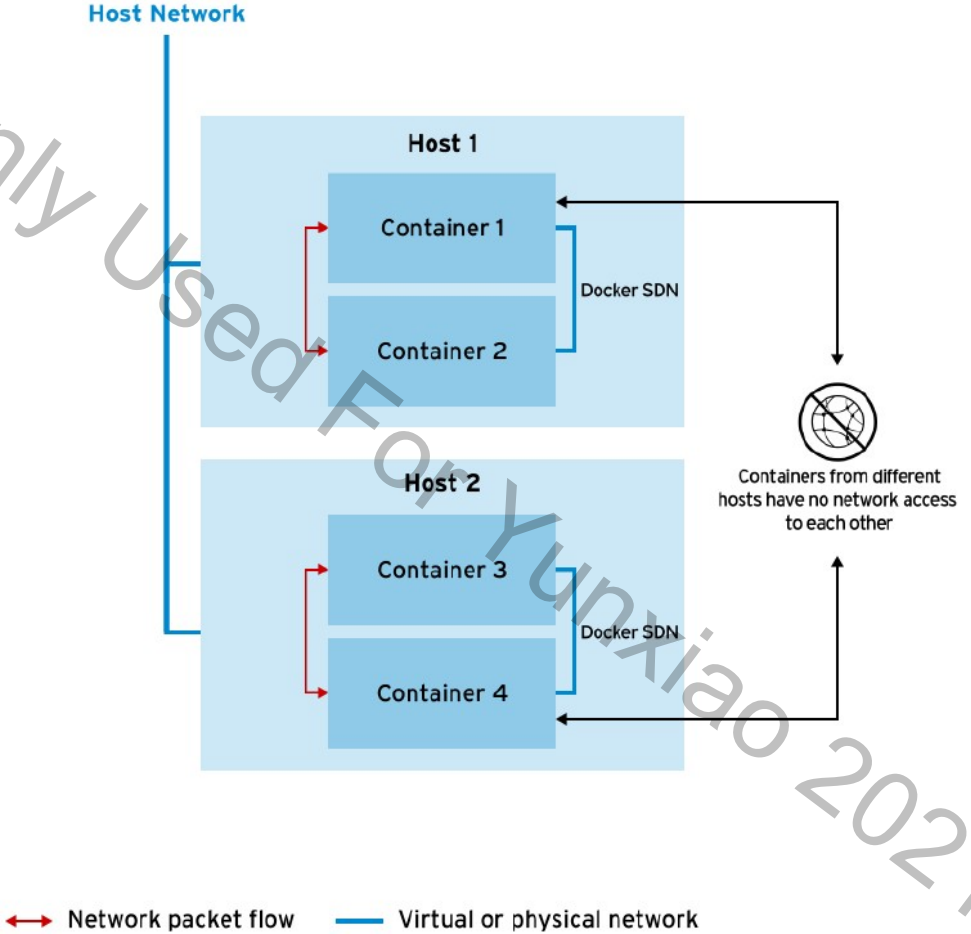 Host Network
Host 1
Container 1
Docker SDN
Container 2
Host 2
Container 3
Docker SDN
Container 4
Containers from different
hosts have no network access
to each other
Network packet flow
Virtual or physical network
Used For Yunxiao